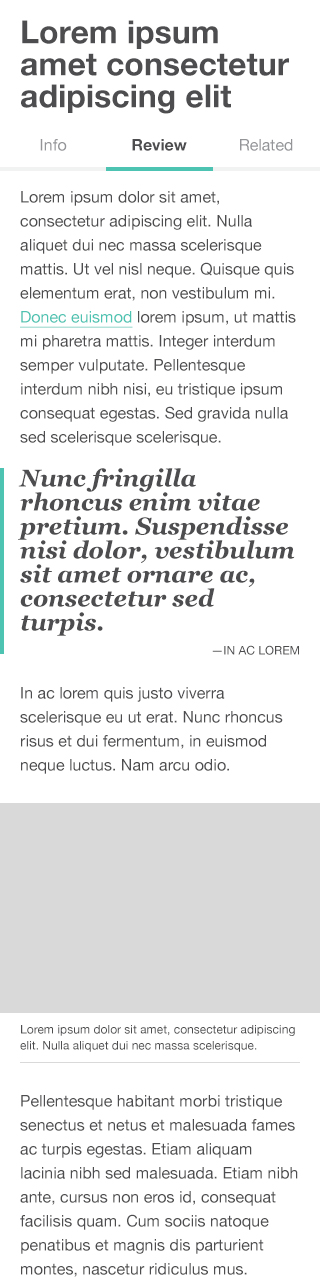 Lorem ipsum
amet consectetur
adipiscing elit
Info Review Related
Lorem ipsum dolor sit amet,
consectetur adipiscing elit. Nulla
aliquet dui nec massa scelerisque
mattis. Ut vel nisl neque. Quisque quis
elementum erat, non vestibulum mi.
Donec euismod lorem ipsum, ut mattis
mi pharetra mattis. Integer interdum
semper vulputate. Pellentesque
interdum nibh nisi, eu tristique ipsum
consequat egestas. Sed gravida nulla
sed scelerisque scelerisque.
Nunc fringilla
rhoncus enim vitae
pretium. Suspendisse
nisi dolor, vestibulum
sit amet ornare ac,
consectetur sed
turpis.
—IN AC LOREM
In ac lorem quis justo viverra
scelerisque eu ut erat. Nunc rhoncus
risus et dui fermentum, in euismod
neque luctus. Nam arcu odio.
Lorem ipsum dolor sit amet, consectetur adipiscing
elit. Nulla aliquet dui nec massa scelerisque.
Pellentesque habitant morbi tristique
senectus et netus et malesuada fames
ac turpis egestas. Etiam aliquam
lacinia nibh sed malesuada. Etiam nibh
ante, cursus non eros id, consequat
facilisis quam. Cum sociis natoque
penatibus et magnis dis parturient
montes, nascetur ridiculus mus.